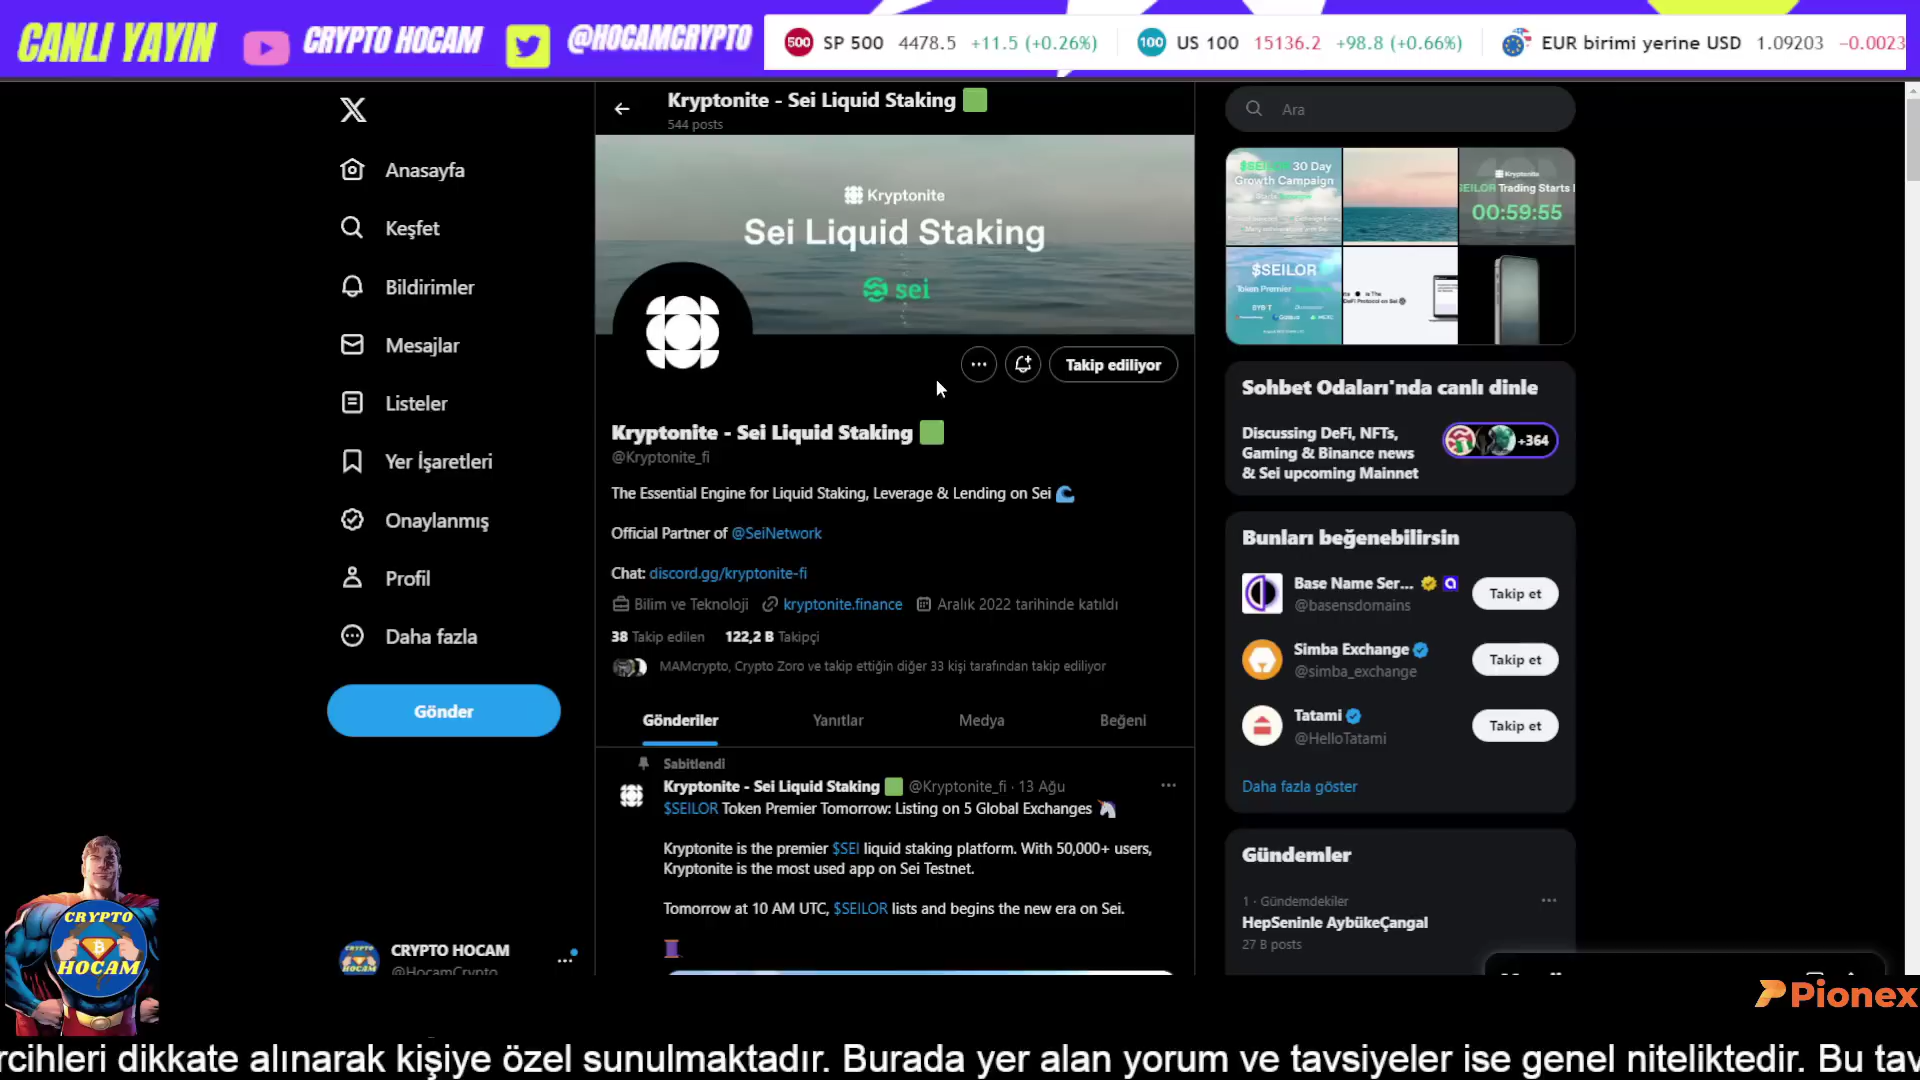 CANLI YAYIN
CRYPTO HOCAM
@HOCAMCRYPTO
500 SP 500 4478.5 +11.5 (+0.26%)
100 US 100 15136.2 +98.8 (+0.66%)
EUR birimi yerine USD 1.09203 −0.0023
Kryptonite - Sei Liquid Staking
544 posts
Ara
Anasayfa
Keşfet
Bildirimler
Mesajlar
Listeler
Yer İşaretleri
Onaylanmış
Profil
Daha fazla
Gönder
CRYPTO HOCAM
@HocamCrypto
Kryptonite
Sei Liquid Staking
sei
Takip ediliyor
Kryptonite - Sei Liquid Staking
@Kryptonite_fi
The Essential Engine for Liquid Staking, Leverage & Lending on Sei
Official Partner of @SeiNetwork
Chat: discord.gg/kryptonite-fi
Bilim ve Teknoloji kryptonite.finance Aralık 2022 tarihinde katıldı
38 Takip edilen 122,2 B Takipçi
MAMcrypto, Crypto Zoro ve takip ettiğin diğer 33 kişi tarafından takip ediliyor
Gönderiler Yanıtlar Medya Beğeni
Sabitlendi
Kryptonite - Sei Liquid Staking @Kryptonite_fi · 13 Ağu
$SEILOR Token Premier Tomorrow: Listing on 5 Global Exchanges
Kryptonite is the premier $SEI liquid staking platform. With 50,000+ users,
Kryptonite is the most used app on Sei Testnet.
Tomorrow at 10 AM UTC, $SEILOR lists and begins the new era on Sei.
$SEILOR 30 Day
Growth Campaign
Kryptonite
SEILOR Trading Starts
00:59:55
$SEILOR
Token Premier
Sohbet Odaları'nda canlı dinle
Discussing DeFi, NFTs,
Gaming & Binance news
& Sei upcoming Mainnet
+364
Bunları beğenebilirsin
Base Name Ser...
@basensdomains
Takip et
Simba Exchange
@simba_exchange
Takip et
Tatami
@HelloTatami
Takip et
Daha fazla göster
Gündemler
1 · Gündemdekiler
HepSeninle AybükeÇangal
27 B posts
CRYPTO
HOCAM
Pionex
rcihleri dikkate alınarak kişiye özel sunulmaktadır. Burada yer alan yorum ve tavsiyeler ise genel niteliktedir. Bu tav